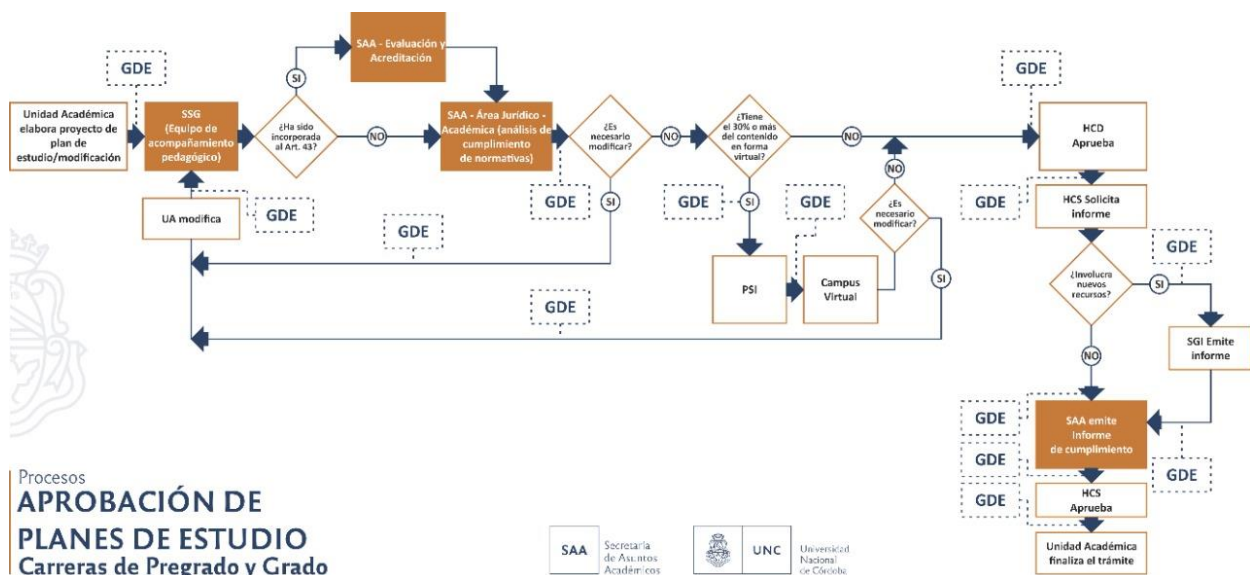 GDE
Unidad Académica
elabora proyecto de
plan de
estudio/modificación
SSG
(Equipo de
acompañamiento
pedagógico)
¿Ha sido
incorporada
al Art. 43?
SI
NO
SAA - Evaluación y
Acreditación
SAA - Área Jurídico -
Académica (análisis de
cumplimiento
de normativas)
GDE
¿Es
necesario
modificar?
NO
SI
¿Tiene
el 30% o más
del contenido
en forma
virtual?
NO
SI
GDE
PSI
GDE
Campus
Virtual
¿Es
necesario
modificar?
NO
SI
GDE
HCD
Aprueba
GDE
HCS Solicita
informe
¿Involucra
nuevos
recursos?
SI
GDE
NO
SGI Emite
informe
UA modifica
GDE
GDE
GDE
GDE
SAA emite
Informe
de cumplimiento
GDE
GDE
GDE
HCS
Aprueba
Unidad Académica
finaliza el trámite
Procesos
APROBACIÓN DE
PLANES DE ESTUDIO
Carreras de Pregrado y Grado
SAA
Secretaría
de Asuntos
Académicos
UNC
Universidad
Nacional
de Córdoba